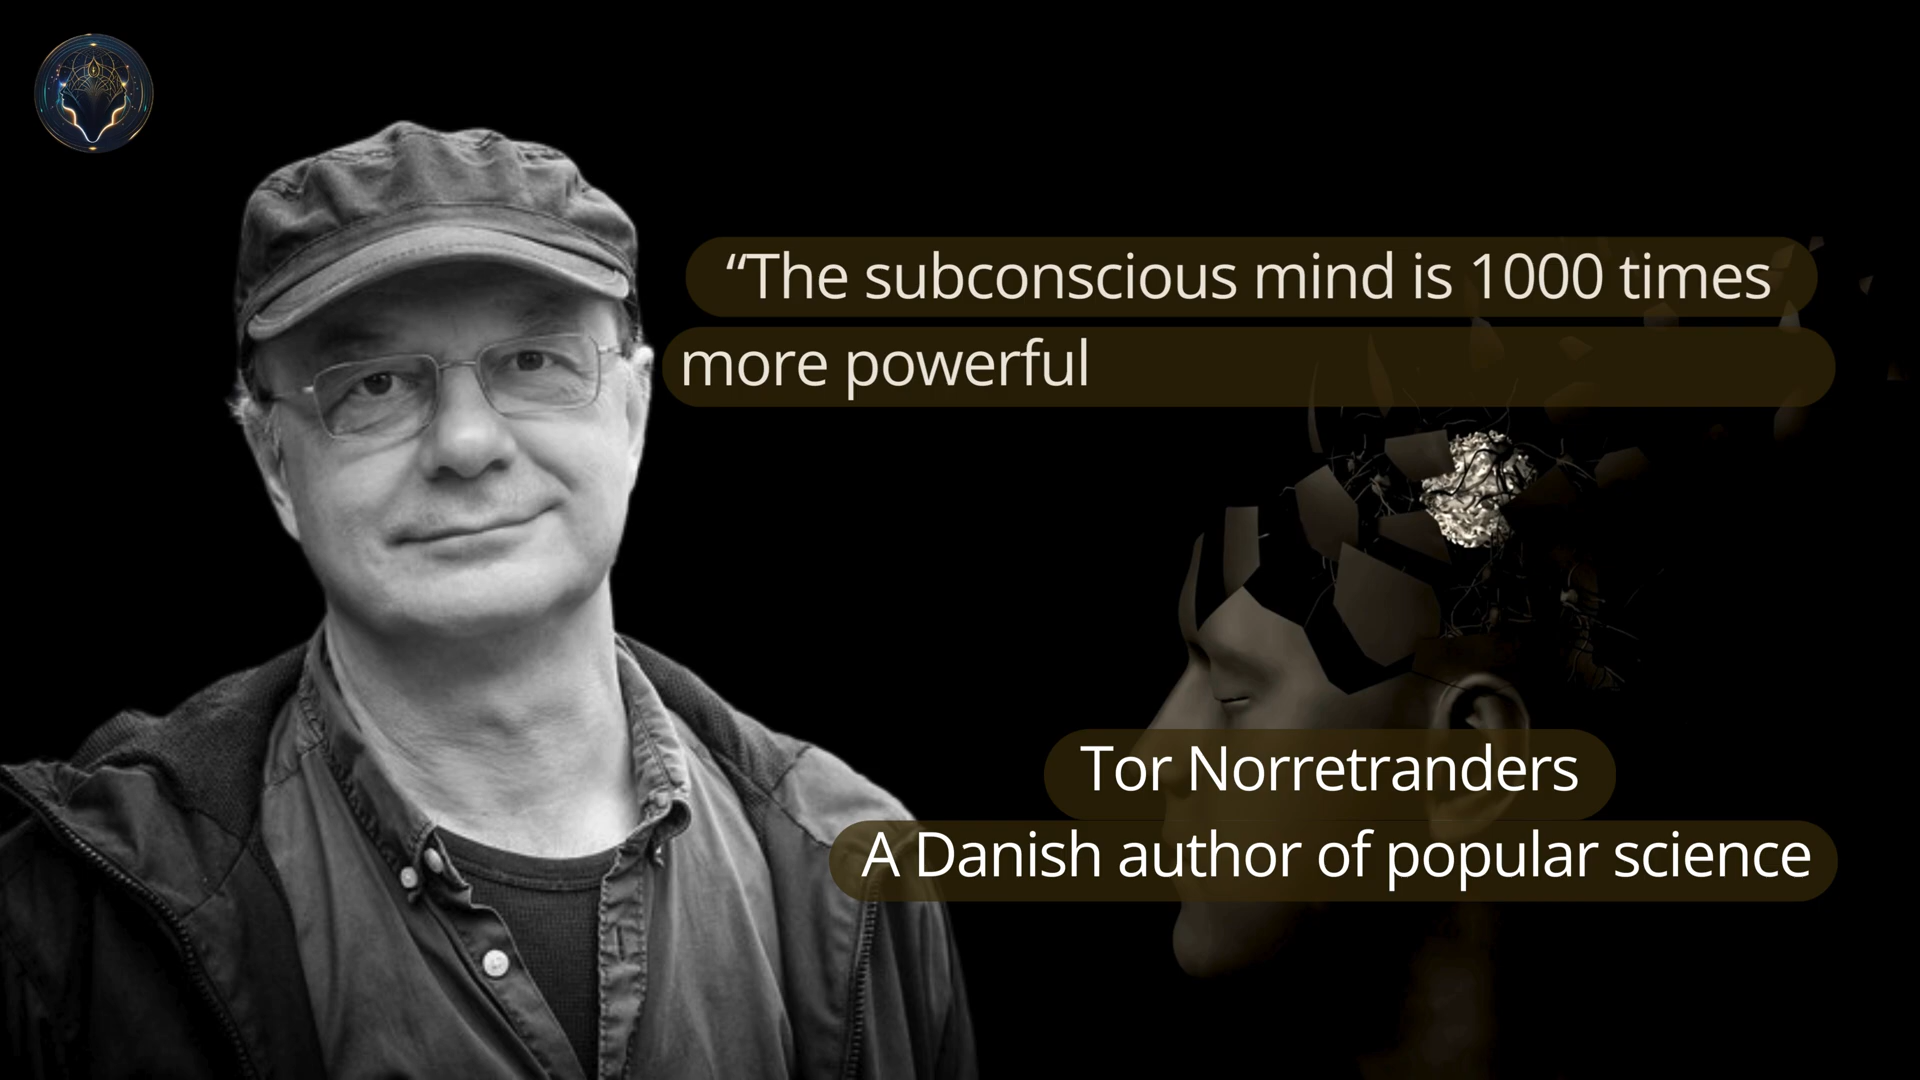 “The subconscious mind is 1000 times
more powerful
Tor Norretranders
A Danish author of popular science